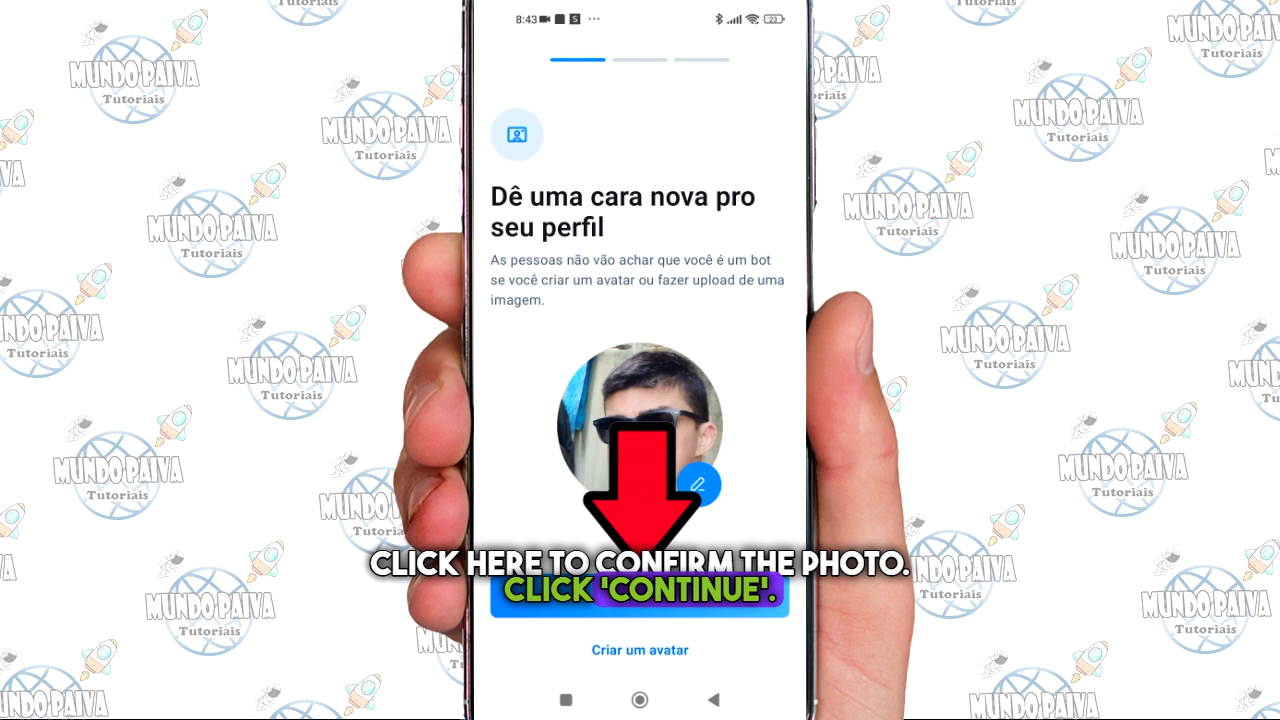 8:43
S
23
Dê uma cara nova pro
seu perfil
As pessoas não vão achar que você é um bot
se você criar um avatar ou fazer upload de uma
imagem.
CLICK HERE TO CONFIRM THE PHOTO.
CLICK 'CONTINUE'.
Criar um avatar
MUNDO PAIVA
Tutoriais